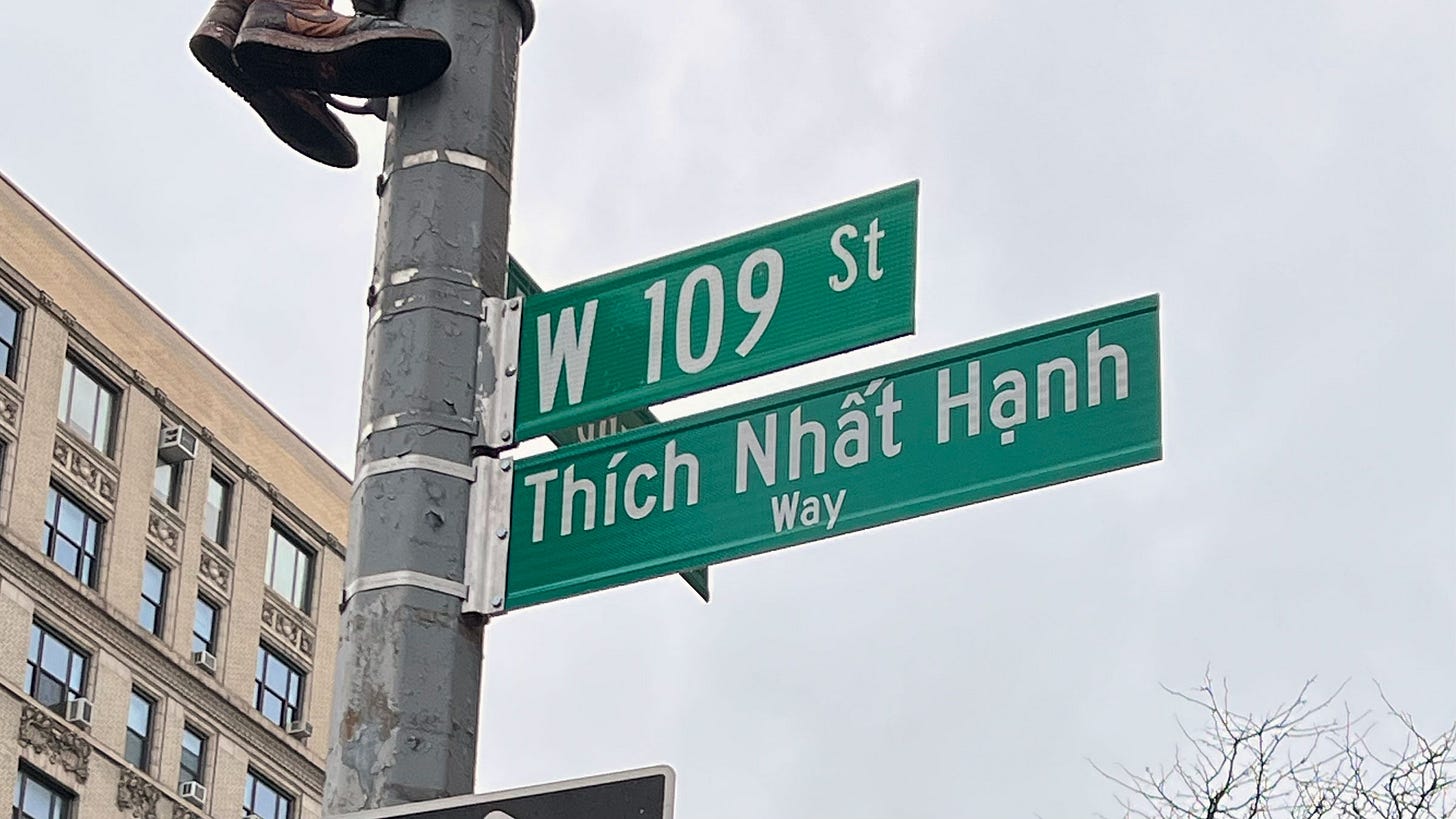 W 109 St
Thích Nhất Hạnh
Way